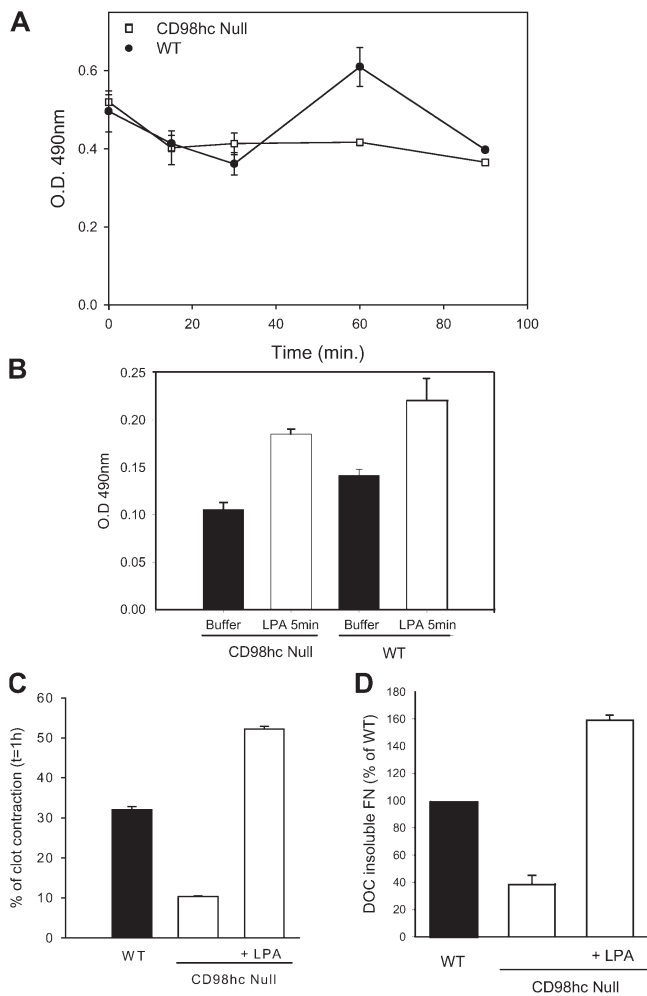 A
CD98hc Null
WT
0.6
0.4
0.2
0.0
O.D. 490nm
0 20 40 60 80 100
Time (min.)
B
0.25
0.20
0.15
0.10
0.05
0.00
O.D 490nm
Buffer LPA 5min Buffer LPA 5min
CD98hc Null WT
C
60
50
40
30
20
10
0
% of clot contraction (t=1h)
WT + LPA
CD98hc Null
D
180
160
140
120
100
80
60
40
20
0
DOC insoluble FN (% of WT)
WT + LPA
CD98hc Null